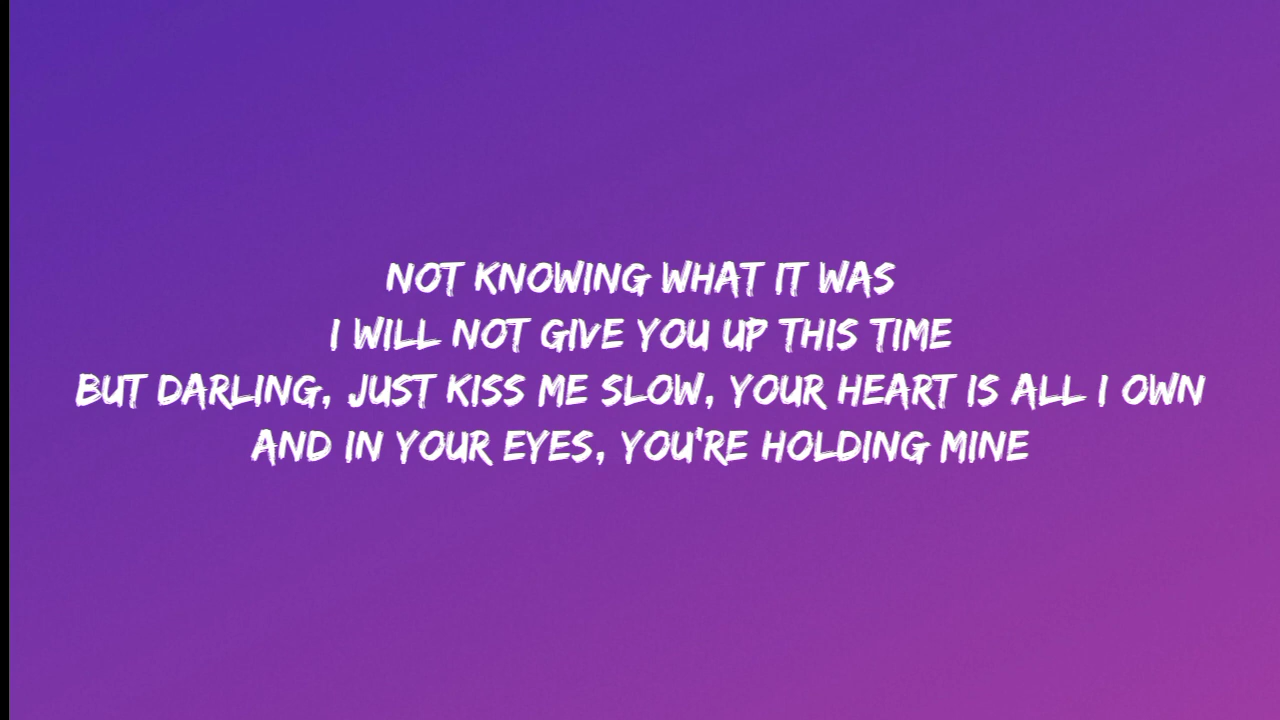 NOT KNOWING WHAT IT WAS
I WILL NOT GIVE YOU UP THIS TIME
BUT DARLING, JUST KISS ME SLOW, YOUR HEART IS ALL I OWN
AND IN YOUR EYES, YOU'RE HOLDING MINE